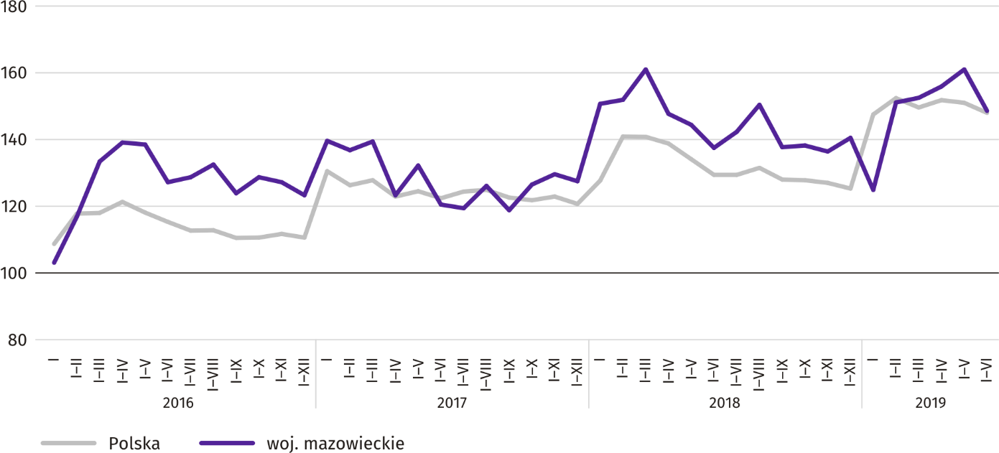 180
160
140
120
100
80
I I–II I–III I–IV I–V I–VI I–VII I–VIII I–IX I–X I–XI I–XII I I–II I–III I–IV I–V I–VI I–VII I–VIII I–IX I–X I–XI I–XII I I–II I–III I–IV I–V I–VI I–VII I–VIII I–IX I–X I–XI I–XII I I–II I–III I–IV I–V I–VI
2016 2017 2018 2019
Polska woj. mazowieckie